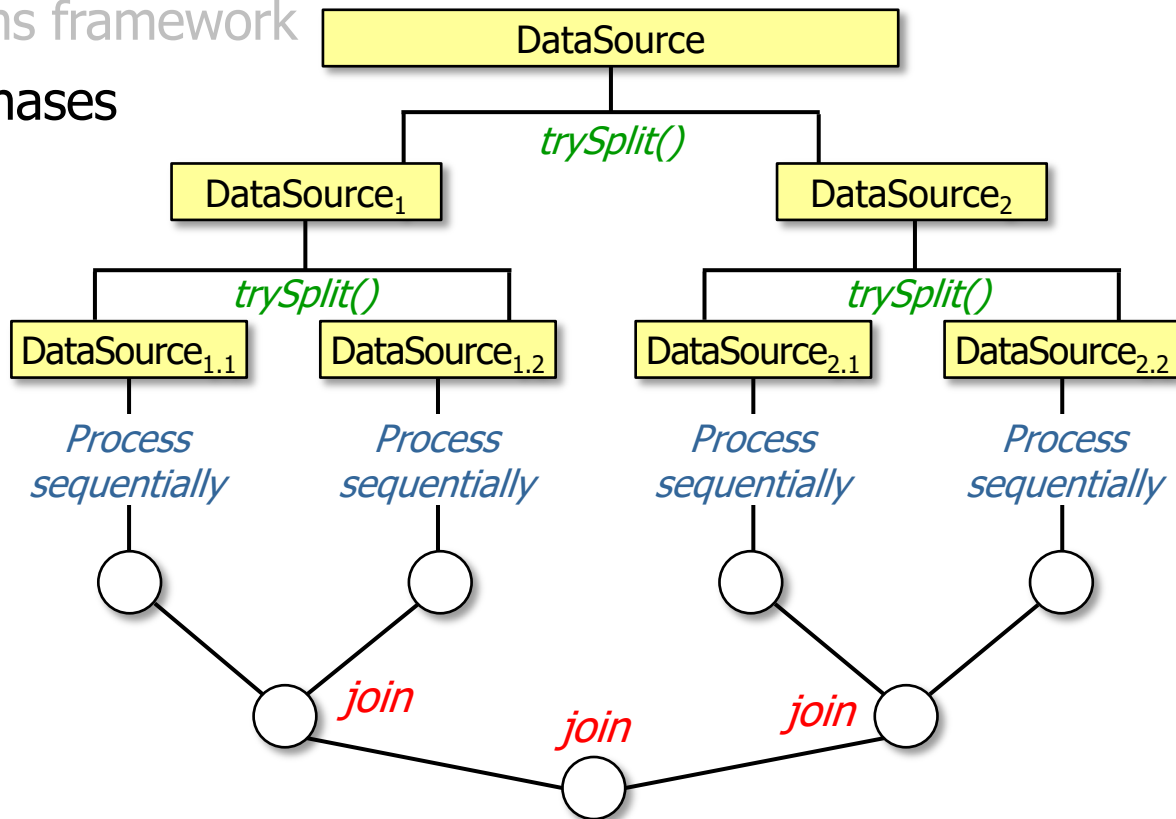 ns framework
DataSource
hases
trySplit()
DataSource₁ DataSource₂
trySplit() trySplit()
DataSource₁.₁ DataSource₁.₂ DataSource₂.₁ DataSource₂.₂
Process Process Process Process
sequentially sequentially sequentially sequentially
join join join